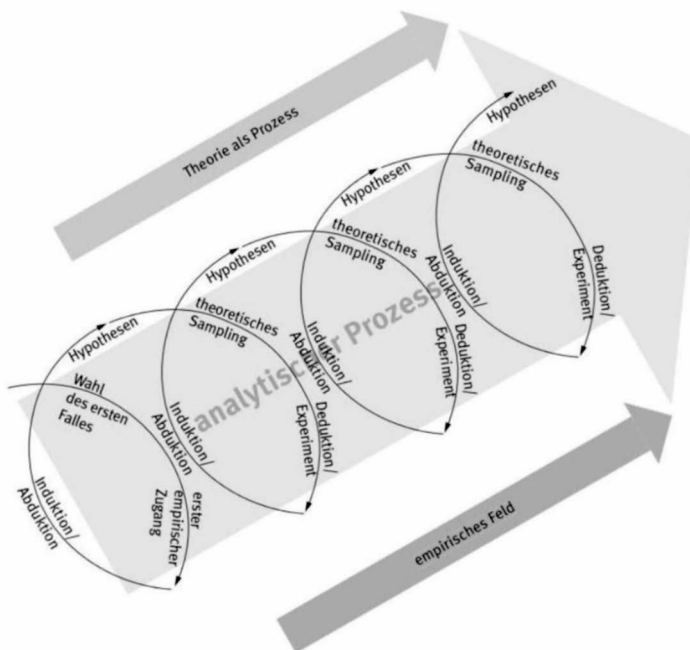 Theorie als Prozess
Hypothesen
theoretisches
Sampling
Induktion/
Abduktion
Deduktion/
Experiment
Hypothesen
theoretisches
Sampling
Induktion/
Abduktion
Deduktion/
Experiment
Hypothesen
theoretisches
Sampling
Induktion/
Abduktion
Deduktion/
Experiment
Hypothesen
Wahl
des ersten
Falles
Induktion/
Abduktion
erster
empirischer
Zugang
analytischer Prozess
empirisches Feld